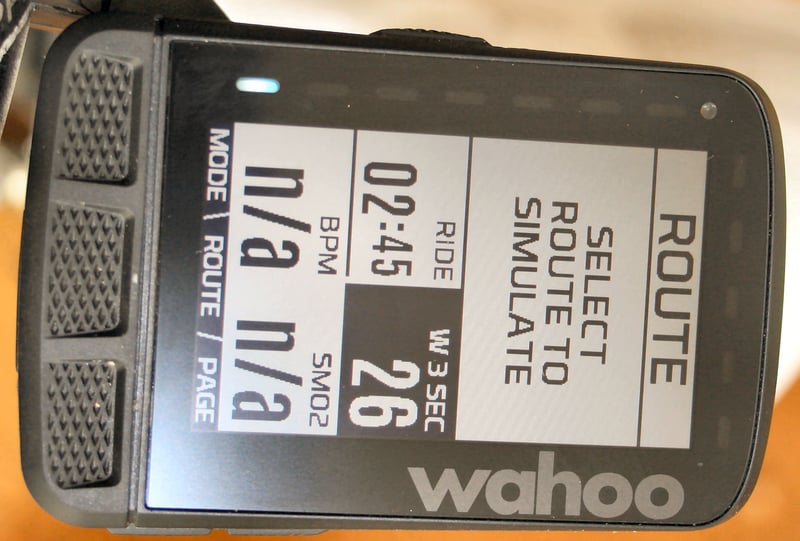 ROUTE
SELECT
ROUTE TO
SIMULATE
RIDE
02:45
W 3 SEC
26
BPM
n/a
SMO2
n/a
MODE \ ROUTE / PAGE
wahoo